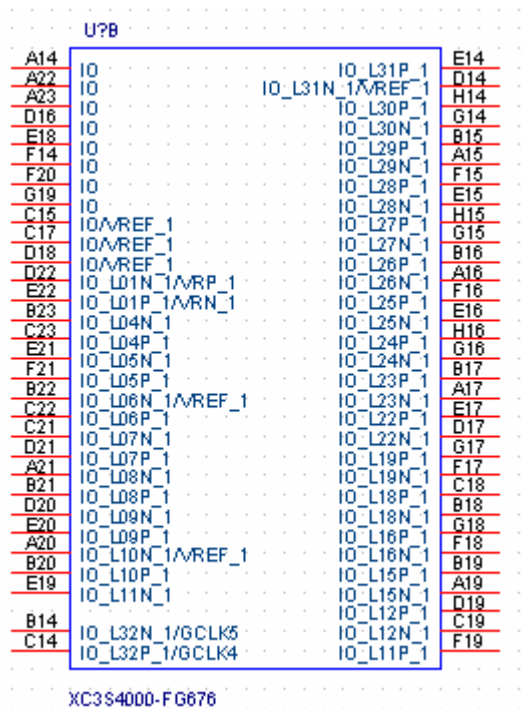 U?B
A14 IO IO_L31P_1 E14
A22 IO IO_L31N_1/VREF_1 D14
A23 IO IO_L30P_1 H14
D16 IO IO_L30N_1 G14
E18 IO IO_L29P_1 B15
F14 IO IO_L29N_1 A15
F20 IO IO_L28P_1 F15
G19 IO IO_L28N_1 E15
C15 IO/VREF_1 IO_L27P_1 H15
C17 IO/VREF_1 IO_L27N_1 G15
D18 IO/VREF_1 IO_L26P_1 B16
D22 IO_L01N_1/VRP_1 IO_L26N_1 A16
E22 IO_L01P_1/VRN_1 IO_L25P_1 F16
B23 IO_L04N_1 IO_L25N_1 E16
C23 IO_L04P_1 IO_L24P_1 H16
E21 IO_L05N_1 IO_L24N_1 G16
F21 IO_L05P_1 IO_L23P_1 B17
B22 IO_L06N_1/VREF_1 IO_L23N_1 A17
C22 IO_L06P_1 IO_L22P_1 E17
C21 IO_L07N_1 IO_L22N_1 D17
D21 IO_L07P_1 IO_L19P_1 G17
A21 IO_L08N_1 IO_L19N_1 F17
B21 IO_L08P_1 IO_L18P_1 C18
D20 IO_L09N_1 IO_L18N_1 B18
E20 IO_L09P_1 IO_L16P_1 G18
A20 IO_L10N_1/VREF_1 IO_L16N_1 F18
B20 IO_L10P_1 IO_L15P_1 B19
E19 IO_L11N_1 IO_L15N_1 A19
IO_L12P_1 D19
B14 IO_L32N_1/GCLK5 IO_L12N_1 C19
C14 IO_L32P_1/GCLK4 IO_L11P_1 F19
XC3S4000-FG676